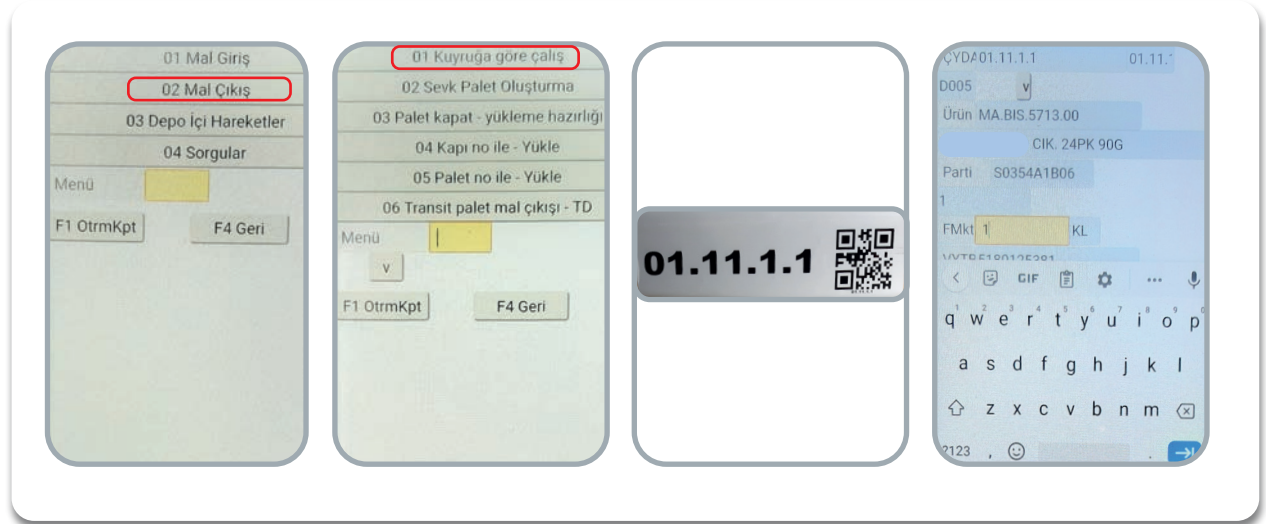 01 Mal Giriş
02 Mal Çıkış
03 Depo İçi Hareketler
04 Sorgular
Menü
F1 OtrmKpt
F4 Geri
01 Kuyruğa göre çalış
02 Sevk Palet Oluşturma
03 Palet kapat - yükleme hazırlığı
04 Kapı no ile - Yükle
05 Palet no ile - Yükle
06 Transit palet mal çıkışı - TD
Menü
v
F1 OtrmKpt
F4 Geri
01.11.1.1
ÇYDA01.11.1.1 01.11.
D005 v
Ürün MA.BIS.5713.00
CIK. 24PK 90G
Parti S0354A1B06
1
FMkt 1 KL
GIF
q w e r t y u i o p
a s d f g h j k l
z x c v b n m
?123 , .